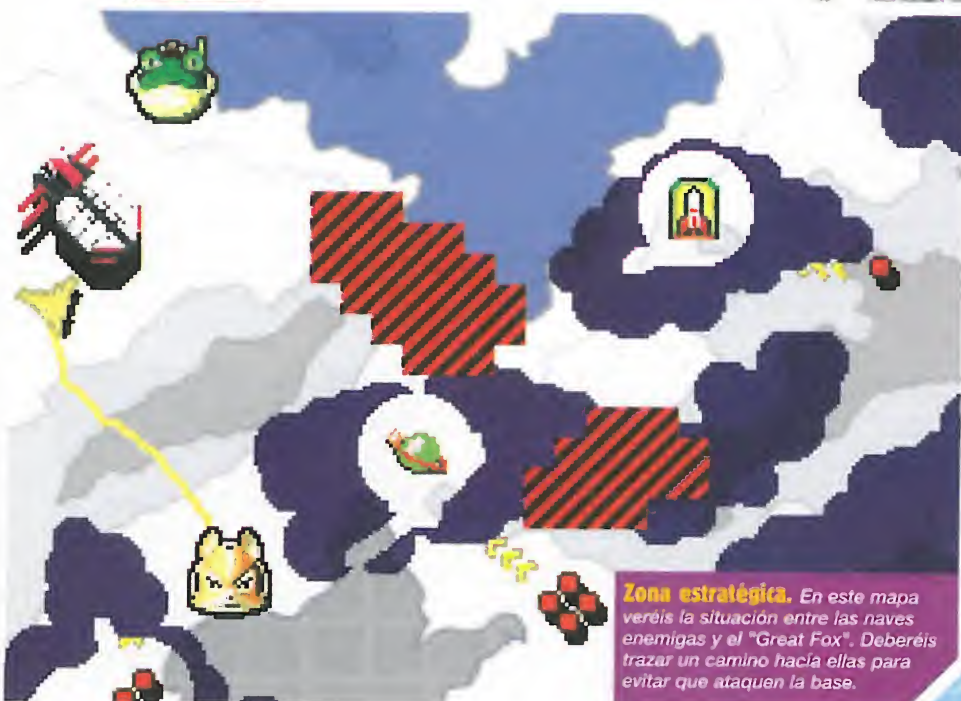 Zona estratégica. En este mapa
veréis la situación entre las naves
enemigas y el "Great Fox". Deberéis
trazar un camino hacia ellas para
evitar que ataquen la base.